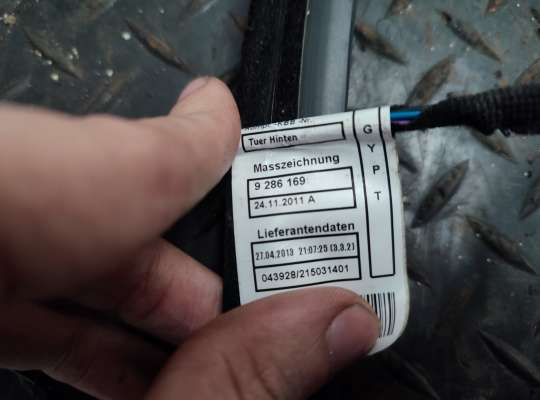 Tuer Hinten
Masszeichnung
9 286 169
24.11.2011 A
Lieferantendaten
27.04.2013 21:07:25 (3.3.2)
043928/215031401
GYPT